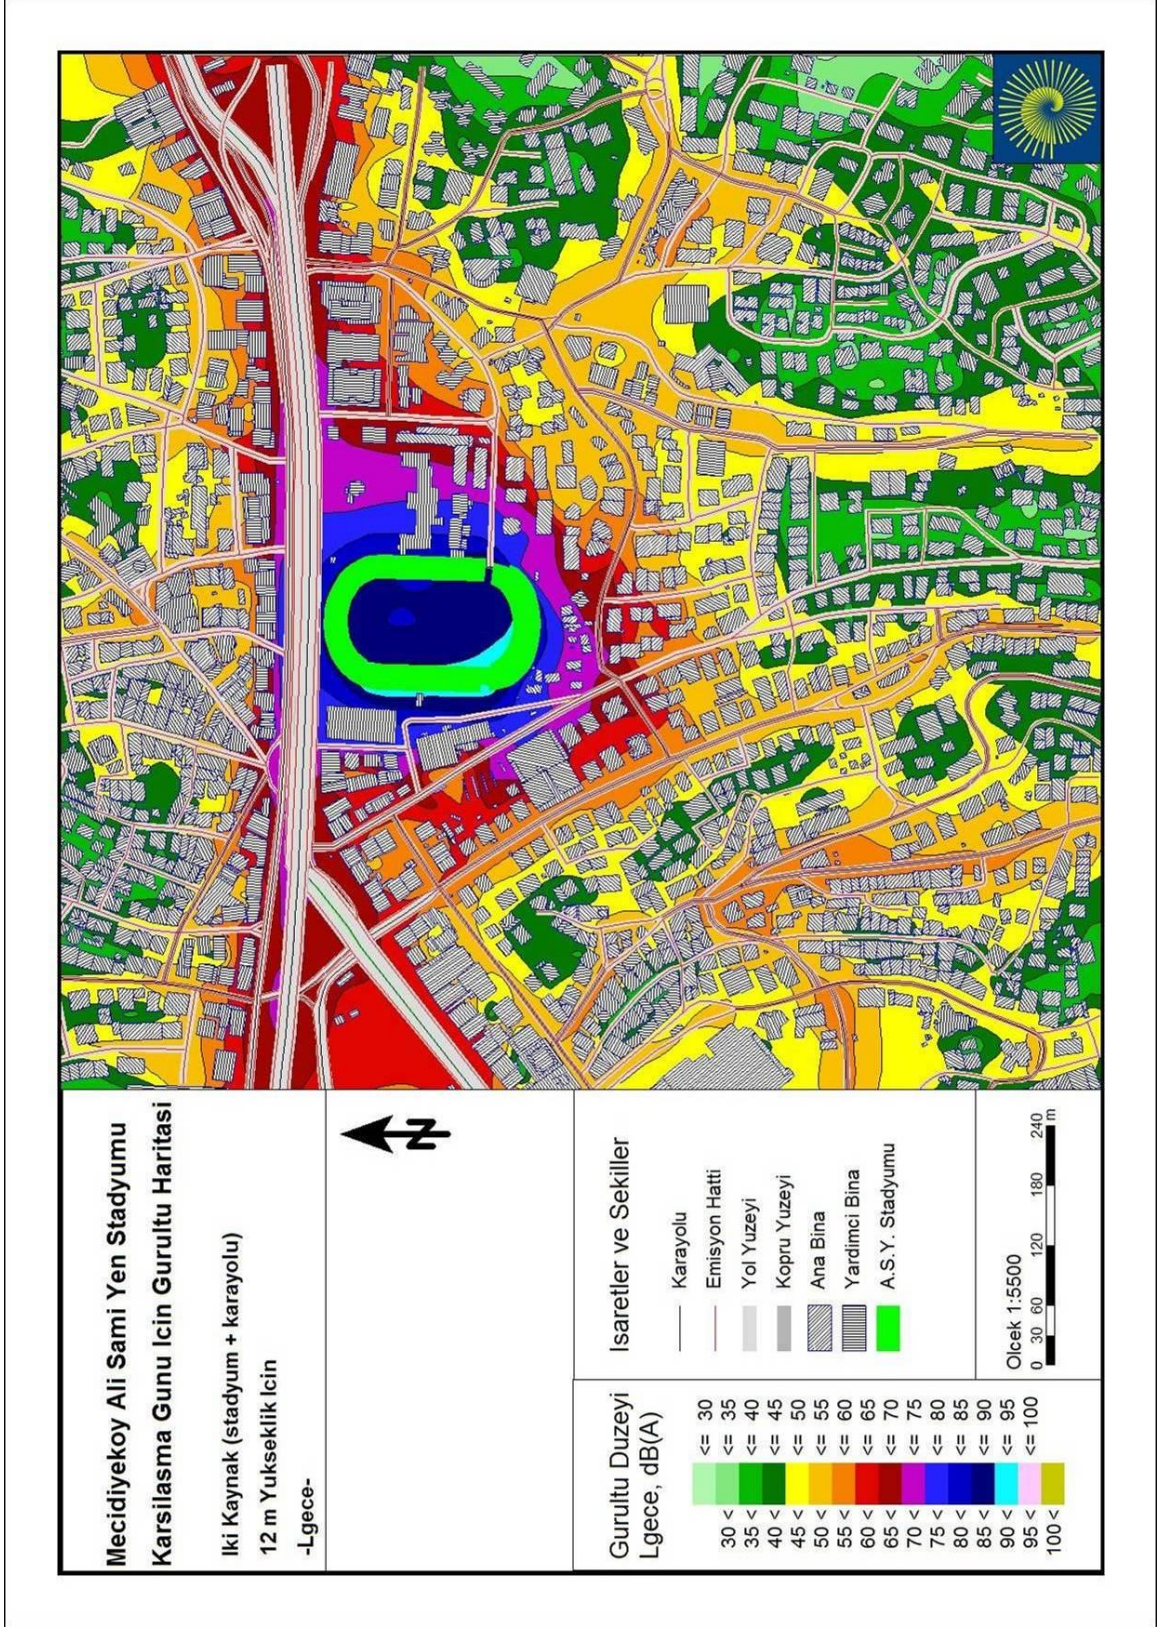 Mecidiyekoy Ali Sami Yen Stadyumu
Karsilasma Gunu Icin Gurultu Haritasi
Iki Kaynak (stadyum + karayolu)
12 m Yukseklik Icin
-Lgece-
N
Gurultu Duzeyi
Lgece, dB(A)
<= 30
30 < <= 35
35 < <= 40
40 < <= 45
45 < <= 50
50 < <= 55
55 < <= 60
60 < <= 65
65 < <= 70
70 < <= 75
75 < <= 80
80 < <= 85
85 < <= 90
90 < <= 95
95 < <= 100
100 <
Isaretler ve Sekiller
Karayolu
Emisyon Hatti
Yol Yuzeyi
Kopru Yuzeyi
Ana Bina
Yardimci Bina
A.S.Y. Stadyumu
Olcek 1:5500
0 30 60 120 180 240
m